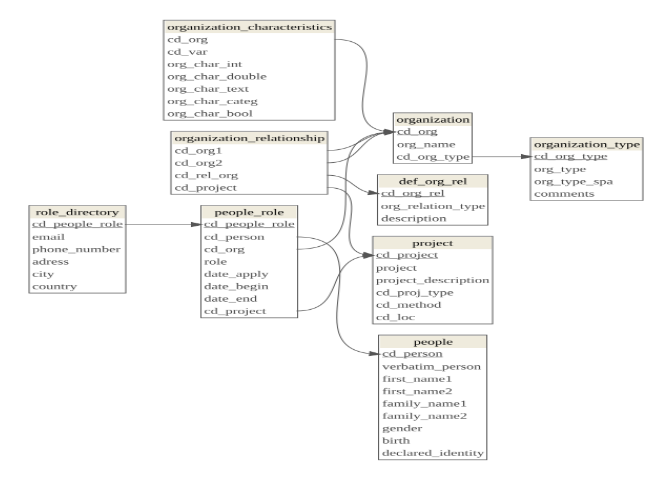 organization_characteristics
cd_org
cd_var
org_char_int
org_char_double
org_char_text
org_char_categ
org_char_bool
organization_relationship
cd_org1
cd_org2
cd_rel_org
cd_project
organization
cd_org
org_name
cd_org_type
organization_type
cd_org_type
org_type
org_type_spa
comments
def_org_rel
cd_org_rel
org_relation_type
description
role_directory
cd_people_role
email
phone_number
adress
city
country
people_role
cd_people_role
cd_person
cd_org
role
date_apply
date_begin
date_end
cd_project
project
cd_project
project
project_description
cd_proj_type
cd_method
cd_loc
people
cd_person
verbatim_person
first_name1
first_name2
family_name1
family_name2
gender
birth
declared_identity